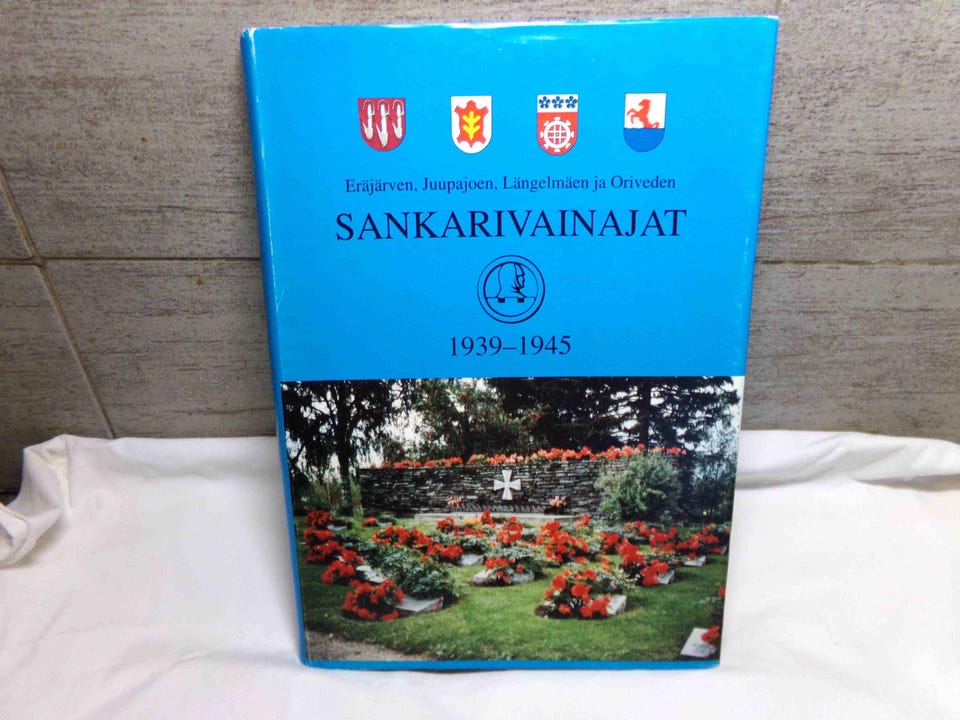 Eräjärven, Juupajoen, Längelmäen ja Oriveden
SANKARIVAINAJAT
1939–1945